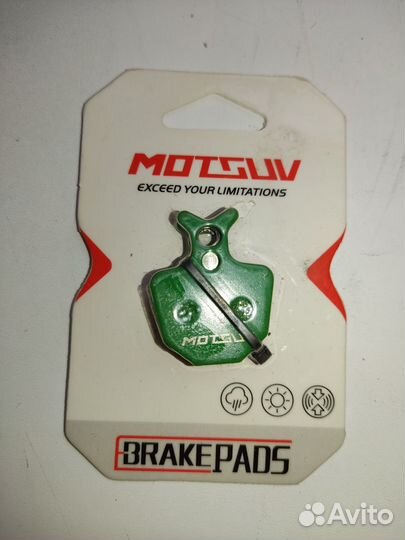 MOTSUV
EXCEED YOUR LIMITATIONS
MOTSUV
BRAKEPADS
Avito